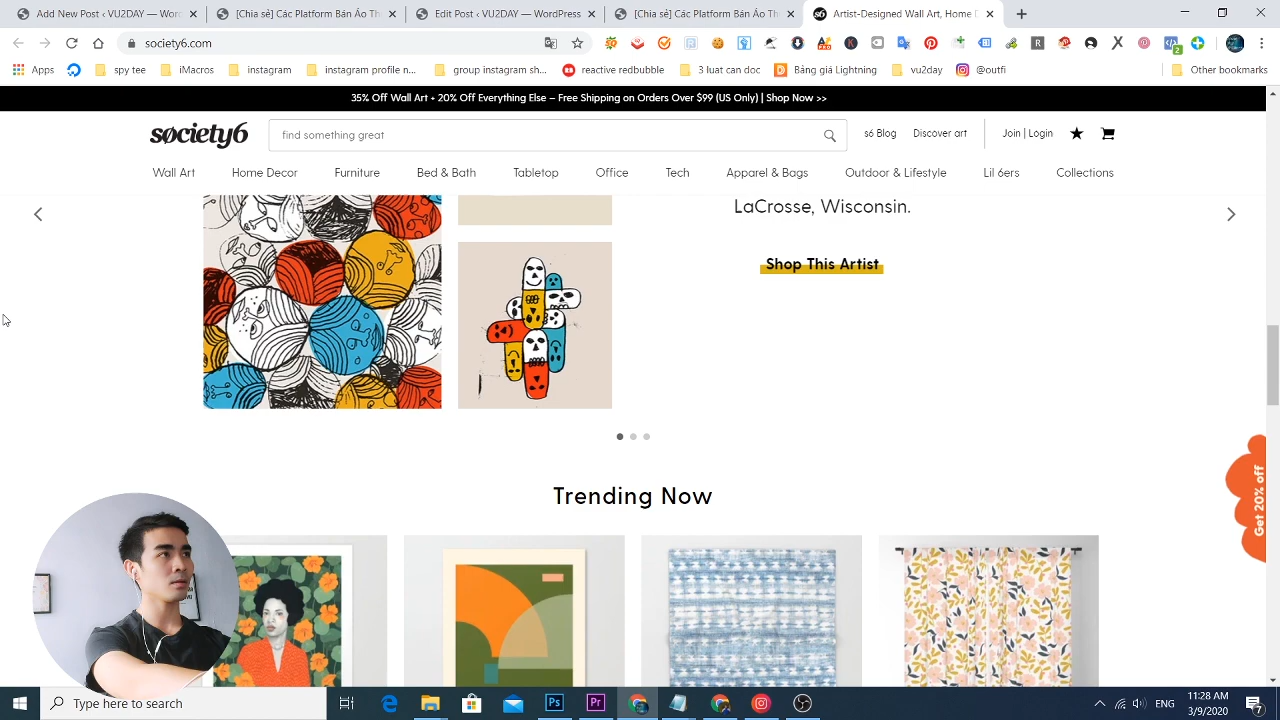 Add New Post ‹ VU2DAY — Wor
[Chia sẻ] Các Platform Bán Áo Th
Edit Post ‹ VU2DAY — WordPress
[Chia sẻ] Các Platform Bán Áo Th
Artist-Designed Wall Art, Home D
society6.com
Apps
spy tee
iMacros
instagram
instagram profile n...
group instagram sh...
reactive redbubble
3 luat can doc
Bảng giá Lightning
vu2day
@outfi
Other bookmarks
35% Off Wall Art + 20% Off Everything Else – Free Shipping on Orders Over $99 (US Only) | Shop Now >>
society6
find something great
s6 Blog
Discover art
Join | Login
Wall Art
Home Decor
Furniture
Bed & Bath
Tabletop
Office
Tech
Apparel & Bags
Outdoor & Lifestyle
Lil 6ers
Collections
LaCrosse, Wisconsin.
Shop This Artist
Get 20% off
Trending Now
Type here to search
ENG
11:28 AM
3/9/2020